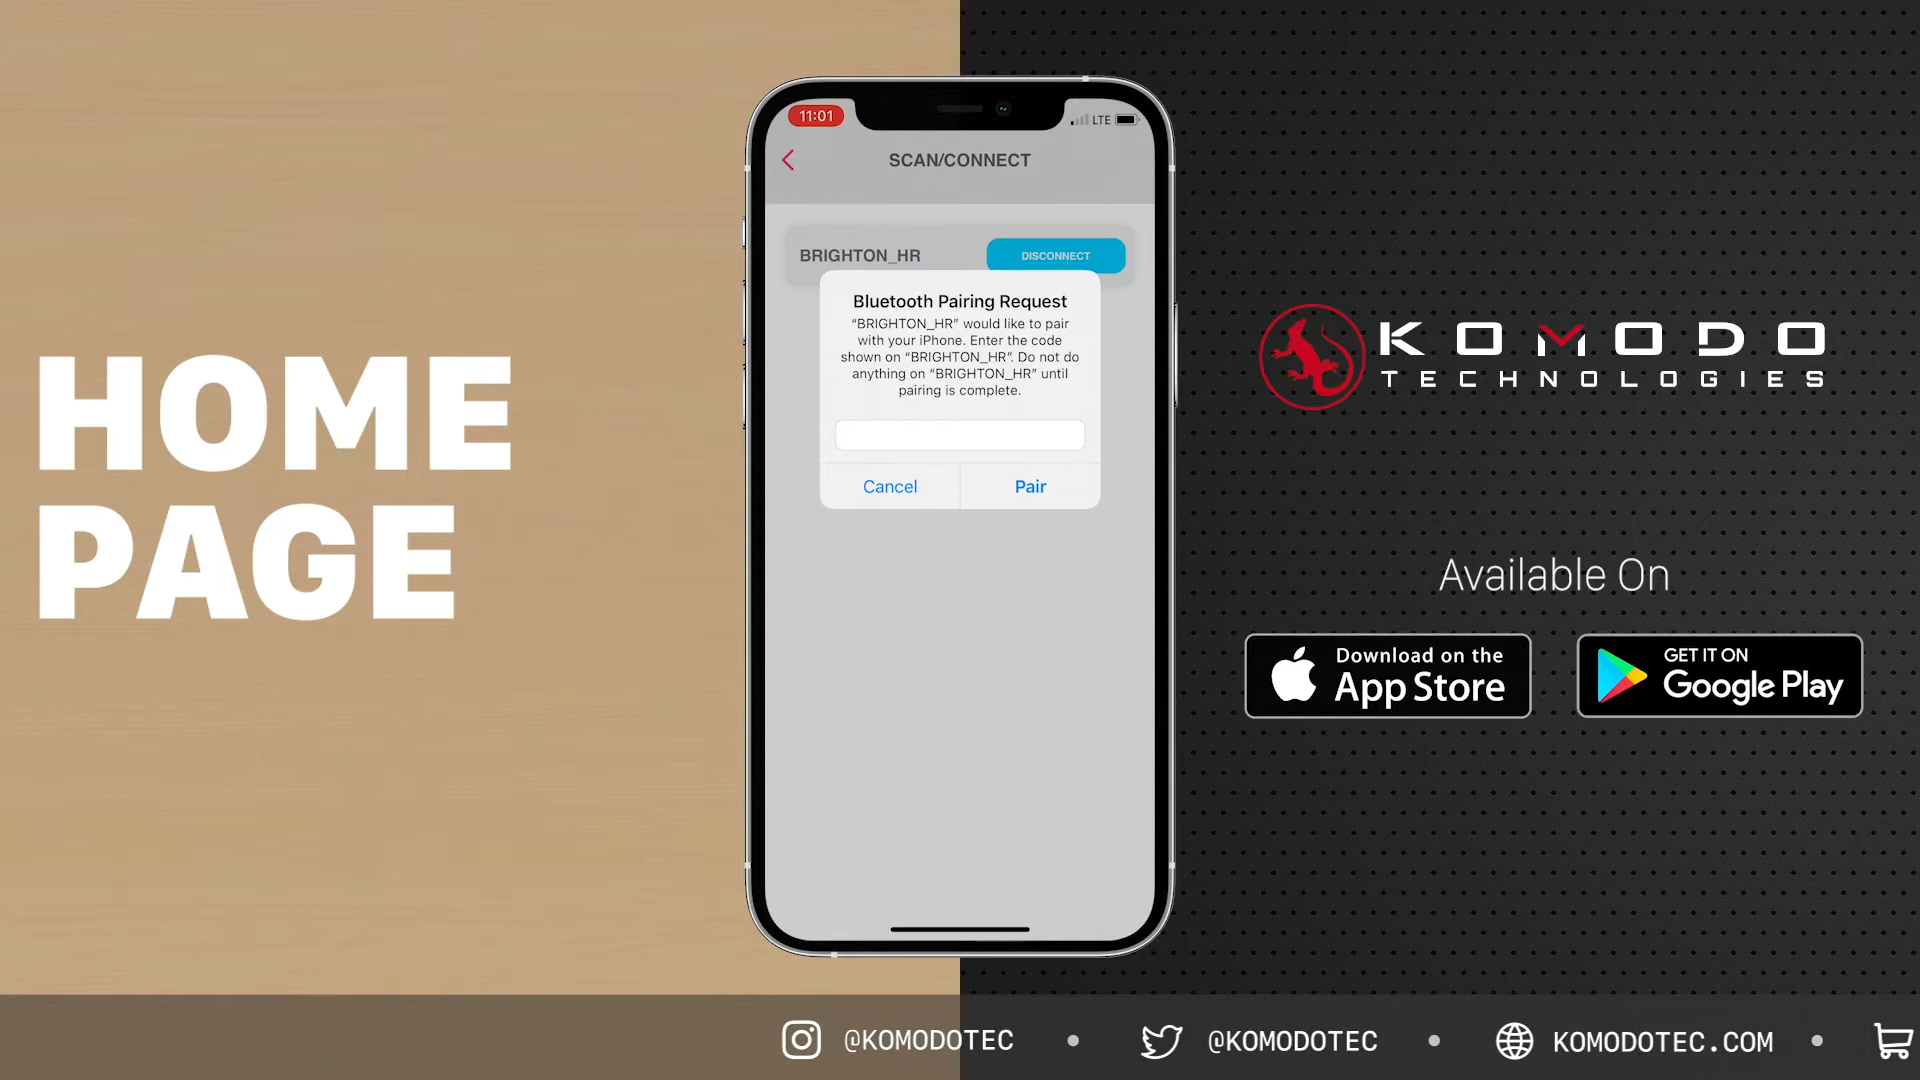 HOME
PAGE
11:01
LTE
SCAN/CONNECT
BRIGHTON_HR
DISCONNECT
Bluetooth Pairing Request
“BRIGHTON_HR” would like to pair
with your iPhone. Enter the code
shown on “BRIGHTON_HR”. Do not do
anything on “BRIGHTON_HR” until
pairing is complete.
Cancel
Pair
KOMODO
TECHNOLOGIES
Available On
Download on the
App Store
GET IT ON
Google Play
@KOMODOTEC • @KOMODOTEC • KOMODOTEC.COM •